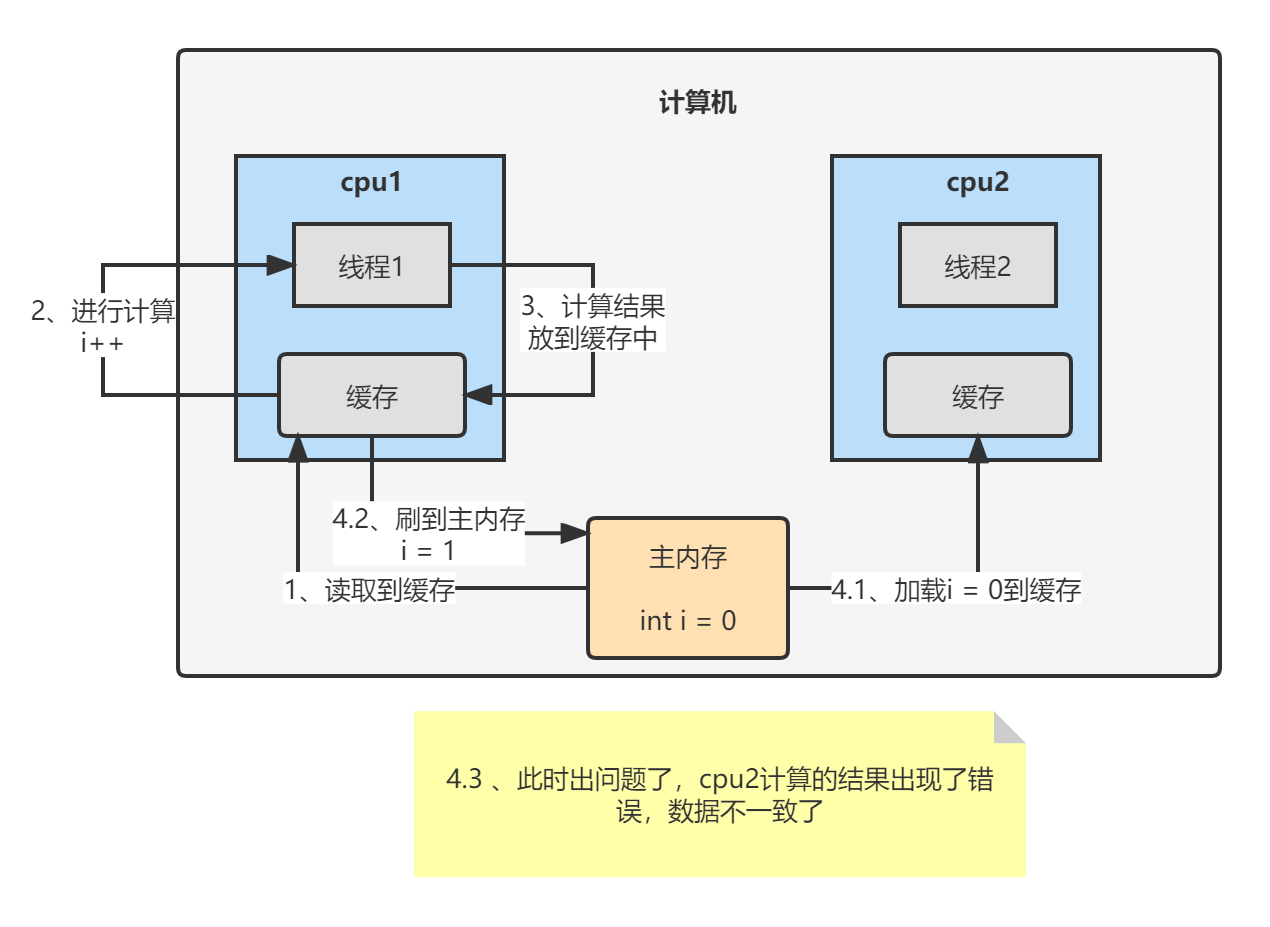 计算机
cpu1
cpu2
线程1
线程2
2、进行计算
i++
3、计算结果
放到缓存中
缓存
缓存
4.2、刷到主内存
i = 1
主内存
1、读取到缓存
4.1、加载i = 0到缓存
int i = 0
4.3 、此时出问题了，cpu2计算的结果出现了错
误，数据不一致了